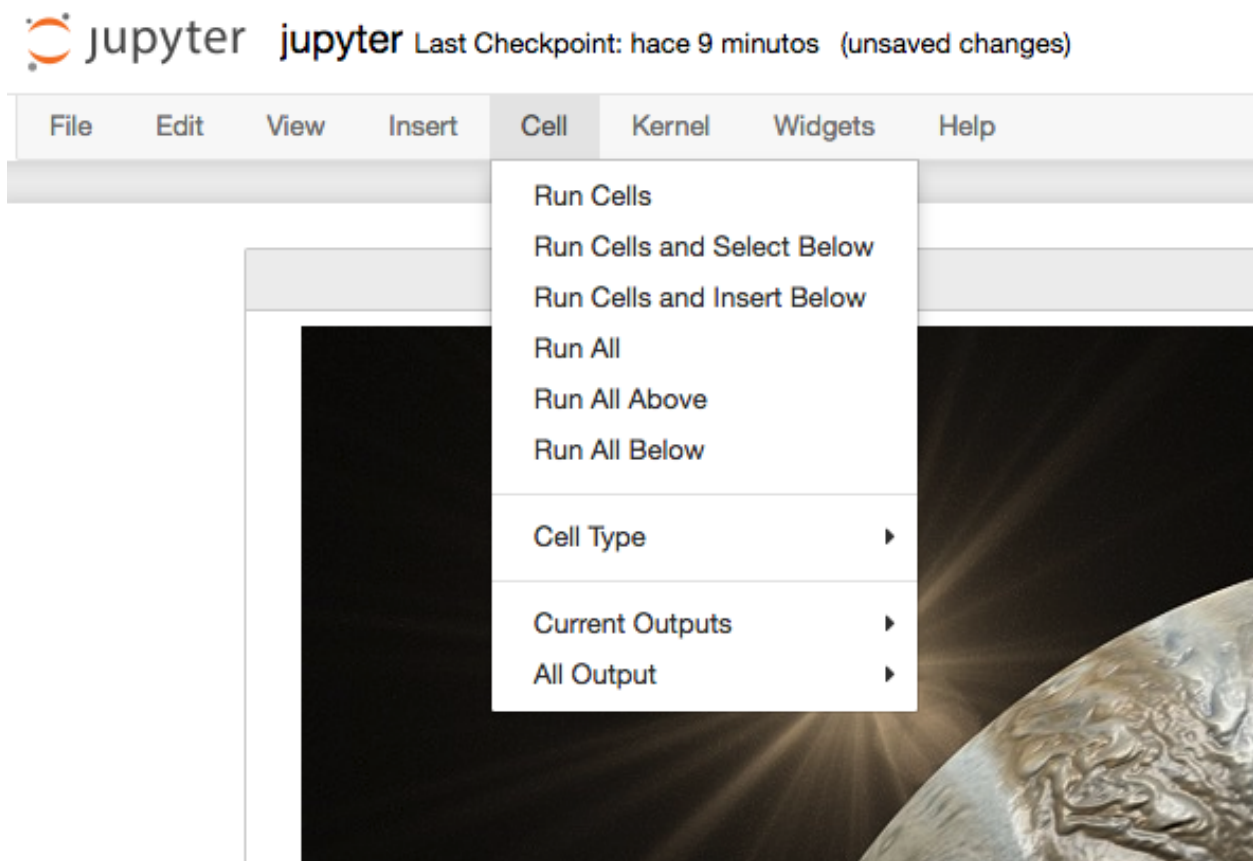 jupyter jupyter Last Checkpoint: hace 9 minutos (unsaved changes)
File Edit View Insert Cell Kernel Widgets Help
Run Cells
Run Cells and Select Below
Run Cells and Insert Below
Run All
Run All Above
Run All Below
Cell Type
Current Outputs
All Output